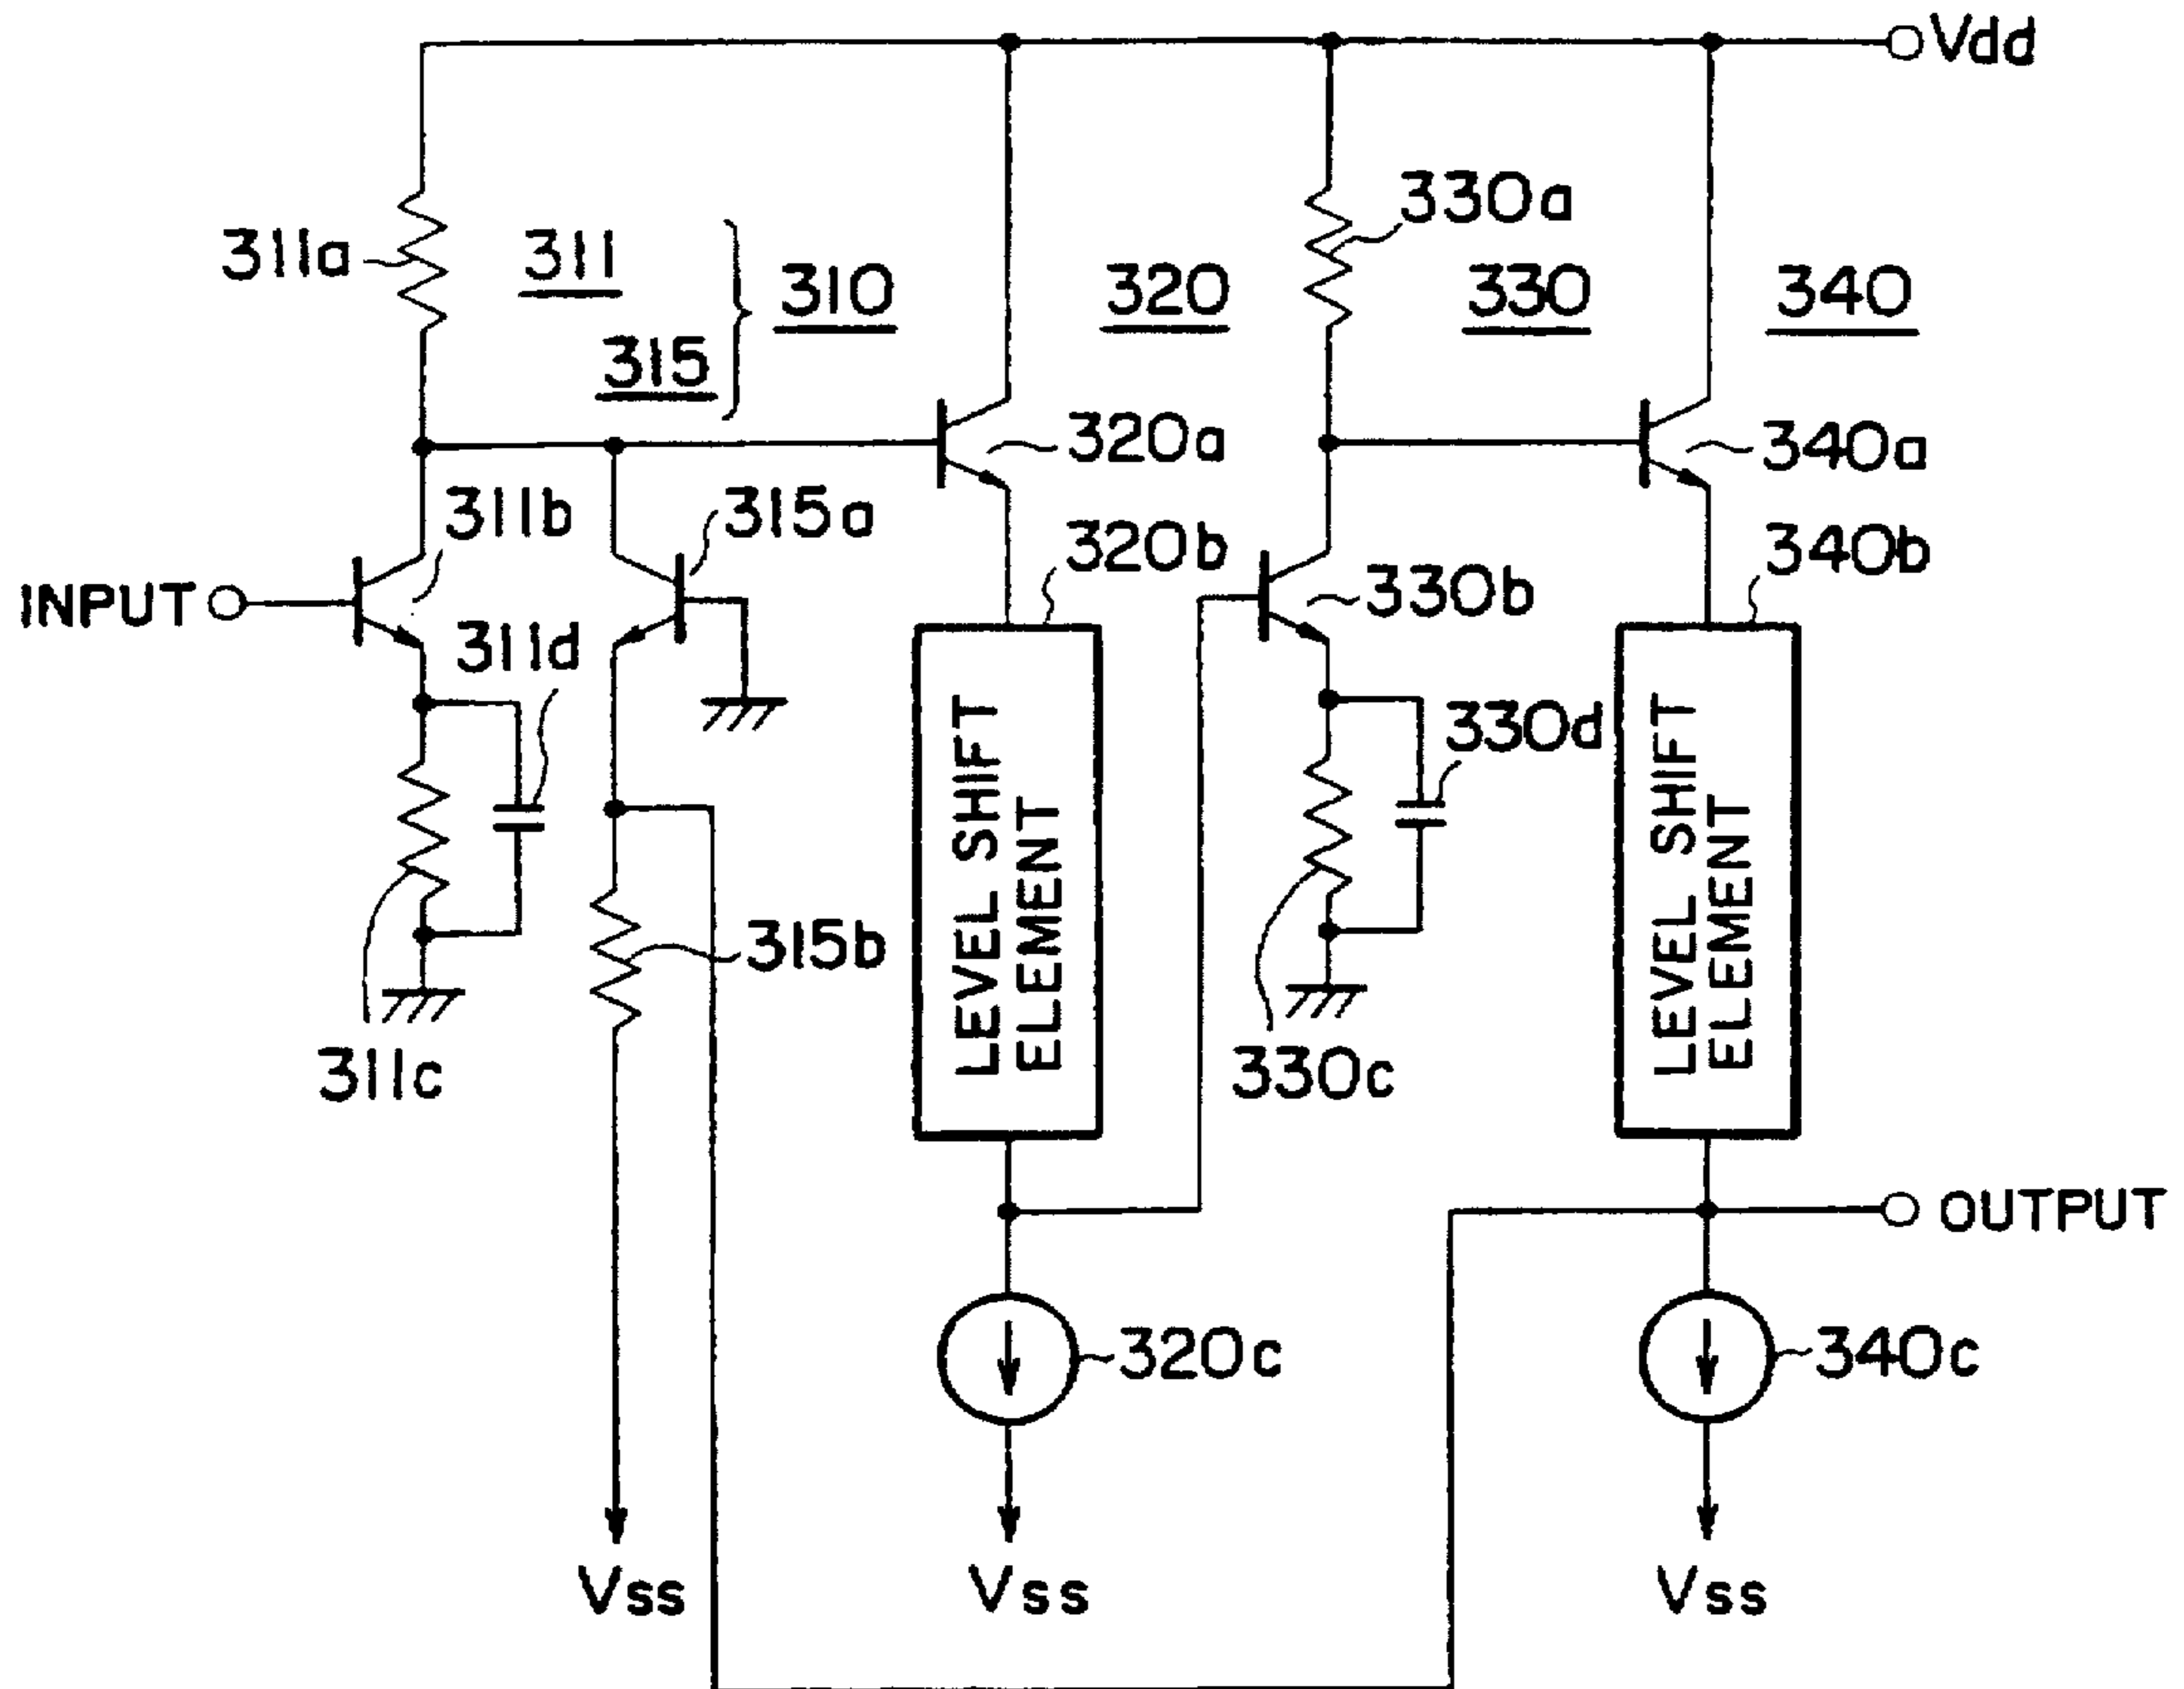 Vdd
330a
311a
311
310
320
330
340
315
320a
340a
311b
315a
320b
340b
INPUT
330b
311d
330d
LEVEL SHIFT
ELEMENT
LEVEL SHIFT
ELEMENT
315b
311c
330c
OUTPUT
320c
340c
Vss
Vss
Vss